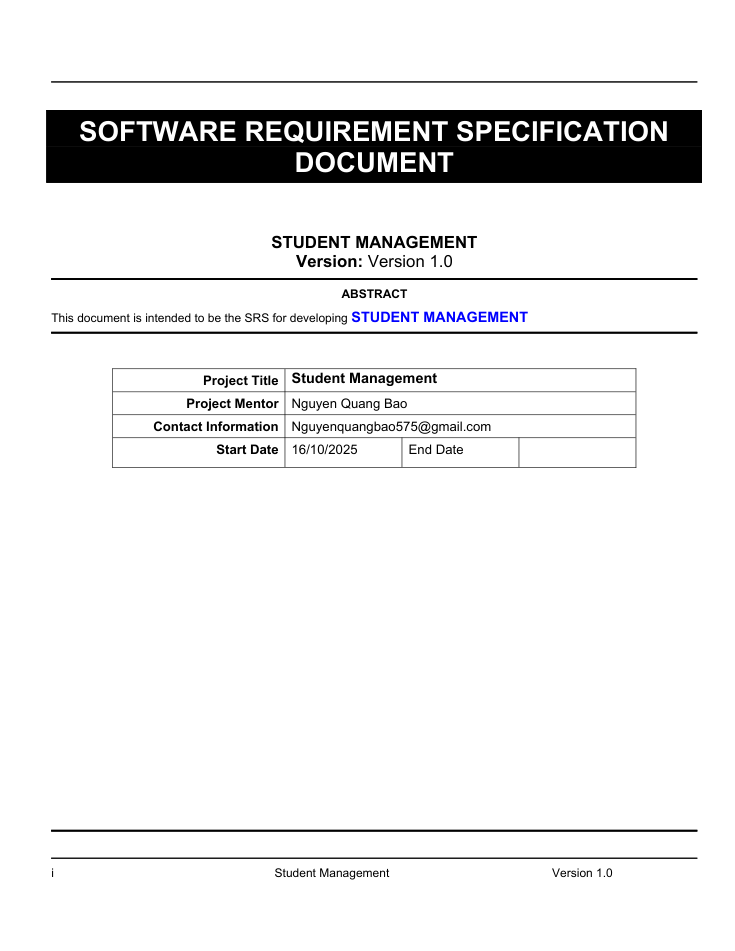 SOFTWARE REQUIREMENT SPECIFICATION
DOCUMENT
STUDENT MANAGEMENT
Version: Version 1.0
ABSTRACT
This document is intended to be the SRS for developing STUDENT MANAGEMENT
Project Title Student Management
Project Mentor Nguyen Quang Bao
Contact Information Nguyenquangbao575@gmail.com
Start Date 16/10/2025 End Date
i Student Management Version 1.0